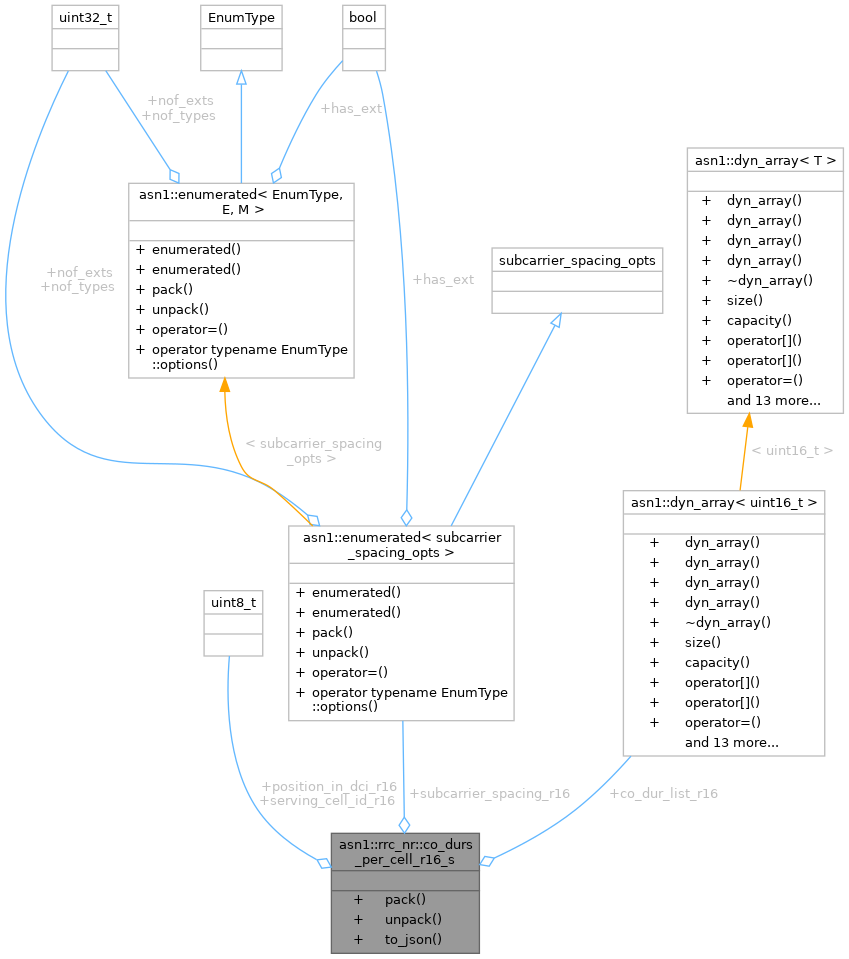 uint32_t
EnumType
bool
+nof_exts
+nof_types
+has_ext
asn1::dyn_array< T >
+ dyn_array()
+ dyn_array()
+ dyn_array()
+ dyn_array()
+ ~dyn_array()
+ size()
+ capacity()
+ operator[]()
+ operator[]()
+ operator=()
and 13 more...
asn1::enumerated< EnumType,
E, M >
+ enumerated()
+ enumerated()
+ pack()
+ unpack()
+ operator=()
+ operator typename EnumType
::options()
+nof_exts
+nof_types
+has_ext
subcarrier_spacing_opts
< subcarrier_spacing
_opts >
< uint16_t >
asn1::enumerated< subcarrier
_spacing_opts >
+ enumerated()
+ enumerated()
+ pack()
+ unpack()
+ operator=()
+ operator typename EnumType
::options()
asn1::dyn_array< uint16_t >
+ dyn_array()
+ dyn_array()
+ dyn_array()
+ dyn_array()
+ ~dyn_array()
+ size()
+ capacity()
+ operator[]()
+ operator[]()
+ operator=()
and 13 more...
uint8_t
+position_in_dci_r16
+serving_cell_id_r16
+subcarrier_spacing_r16
+co_dur_list_r16
asn1::rrc_nr::co_durs
_per_cell_r16_s
+ pack()
+ unpack()
+ to_json()